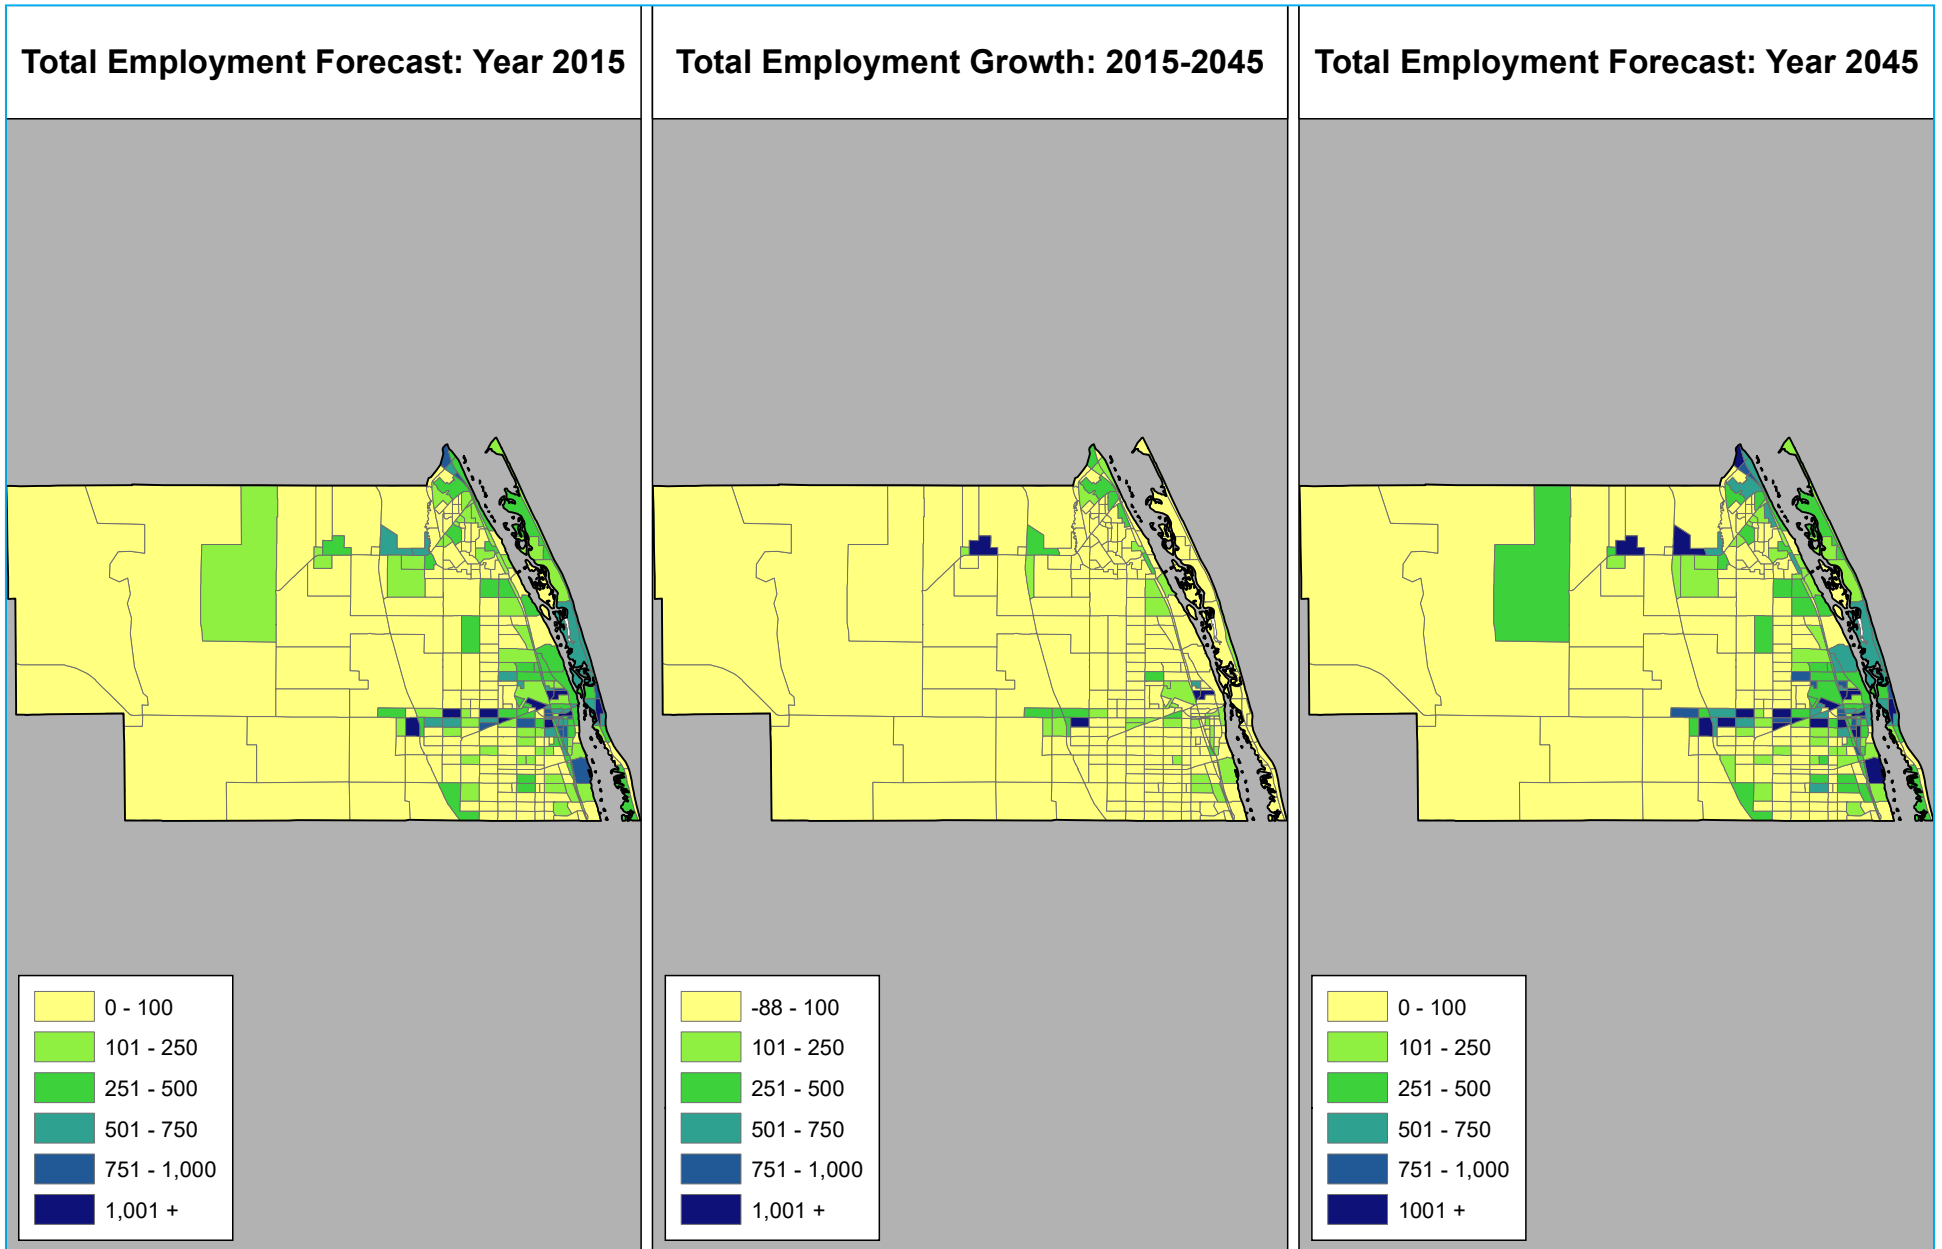 Total Employment Forecast: Year 2015
0 - 100
101 - 250
251 - 500
501 - 750
751 - 1,000
1,001 +
Total Employment Growth: 2015-2045
-88 - 100
101 - 250
251 - 500
501 - 750
751 - 1,000
1,001 +
Total Employment Forecast: Year 2045
0 - 100
101 - 250
251 - 500
501 - 750
751 - 1,000
1001 +